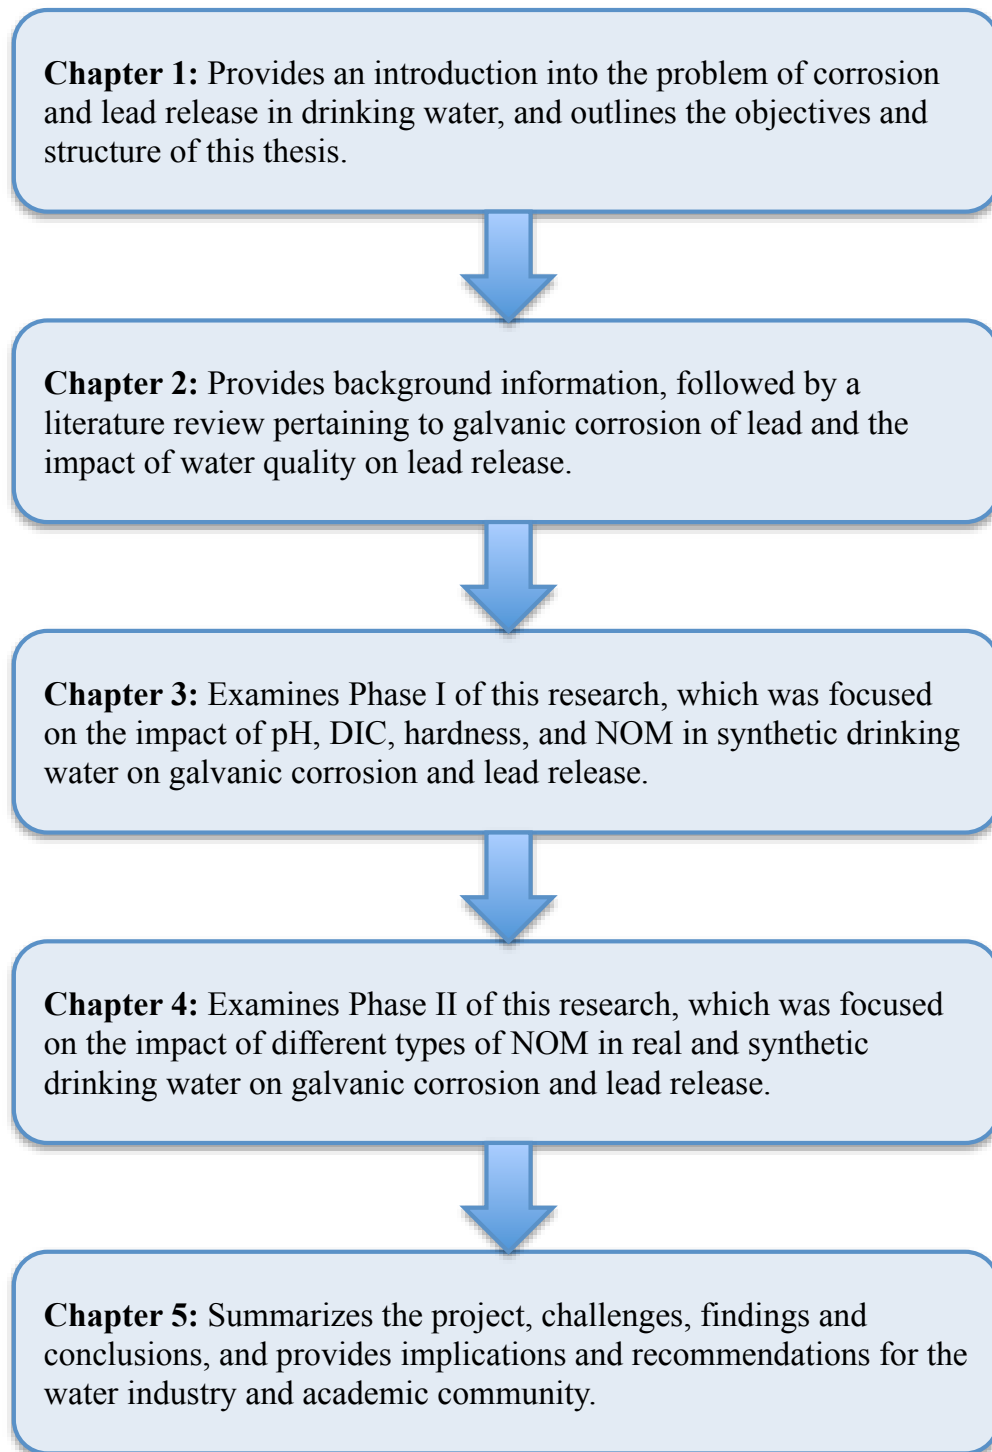 Chapter 1: Provides an introduction into the problem of corrosion
and lead release in drinking water, and outlines the objectives and
structure of this thesis.
Chapter 2: Provides background information, followed by a
literature review pertaining to galvanic corrosion of lead and the
impact of water quality on lead release.
Chapter 3: Examines Phase I of this research, which was focused
on the impact of pH, DIC, hardness, and NOM in synthetic drinking
water on galvanic corrosion and lead release.
Chapter 4: Examines Phase II of this research, which was focused
on the impact of different types of NOM in real and synthetic
drinking water on galvanic corrosion and lead release.
Chapter 5: Summarizes the project, challenges, findings and
conclusions, and provides implications and recommendations for the
water industry and academic community.